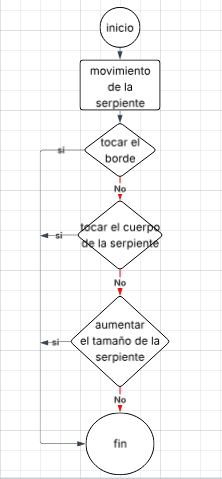 inicio
movimiento
de la
serpiente
tocar el
borde
si
No
tocar el cuerpo
de la serpiente
si
No
aumentar
el tamaño de la
serpiente
si
No
fin